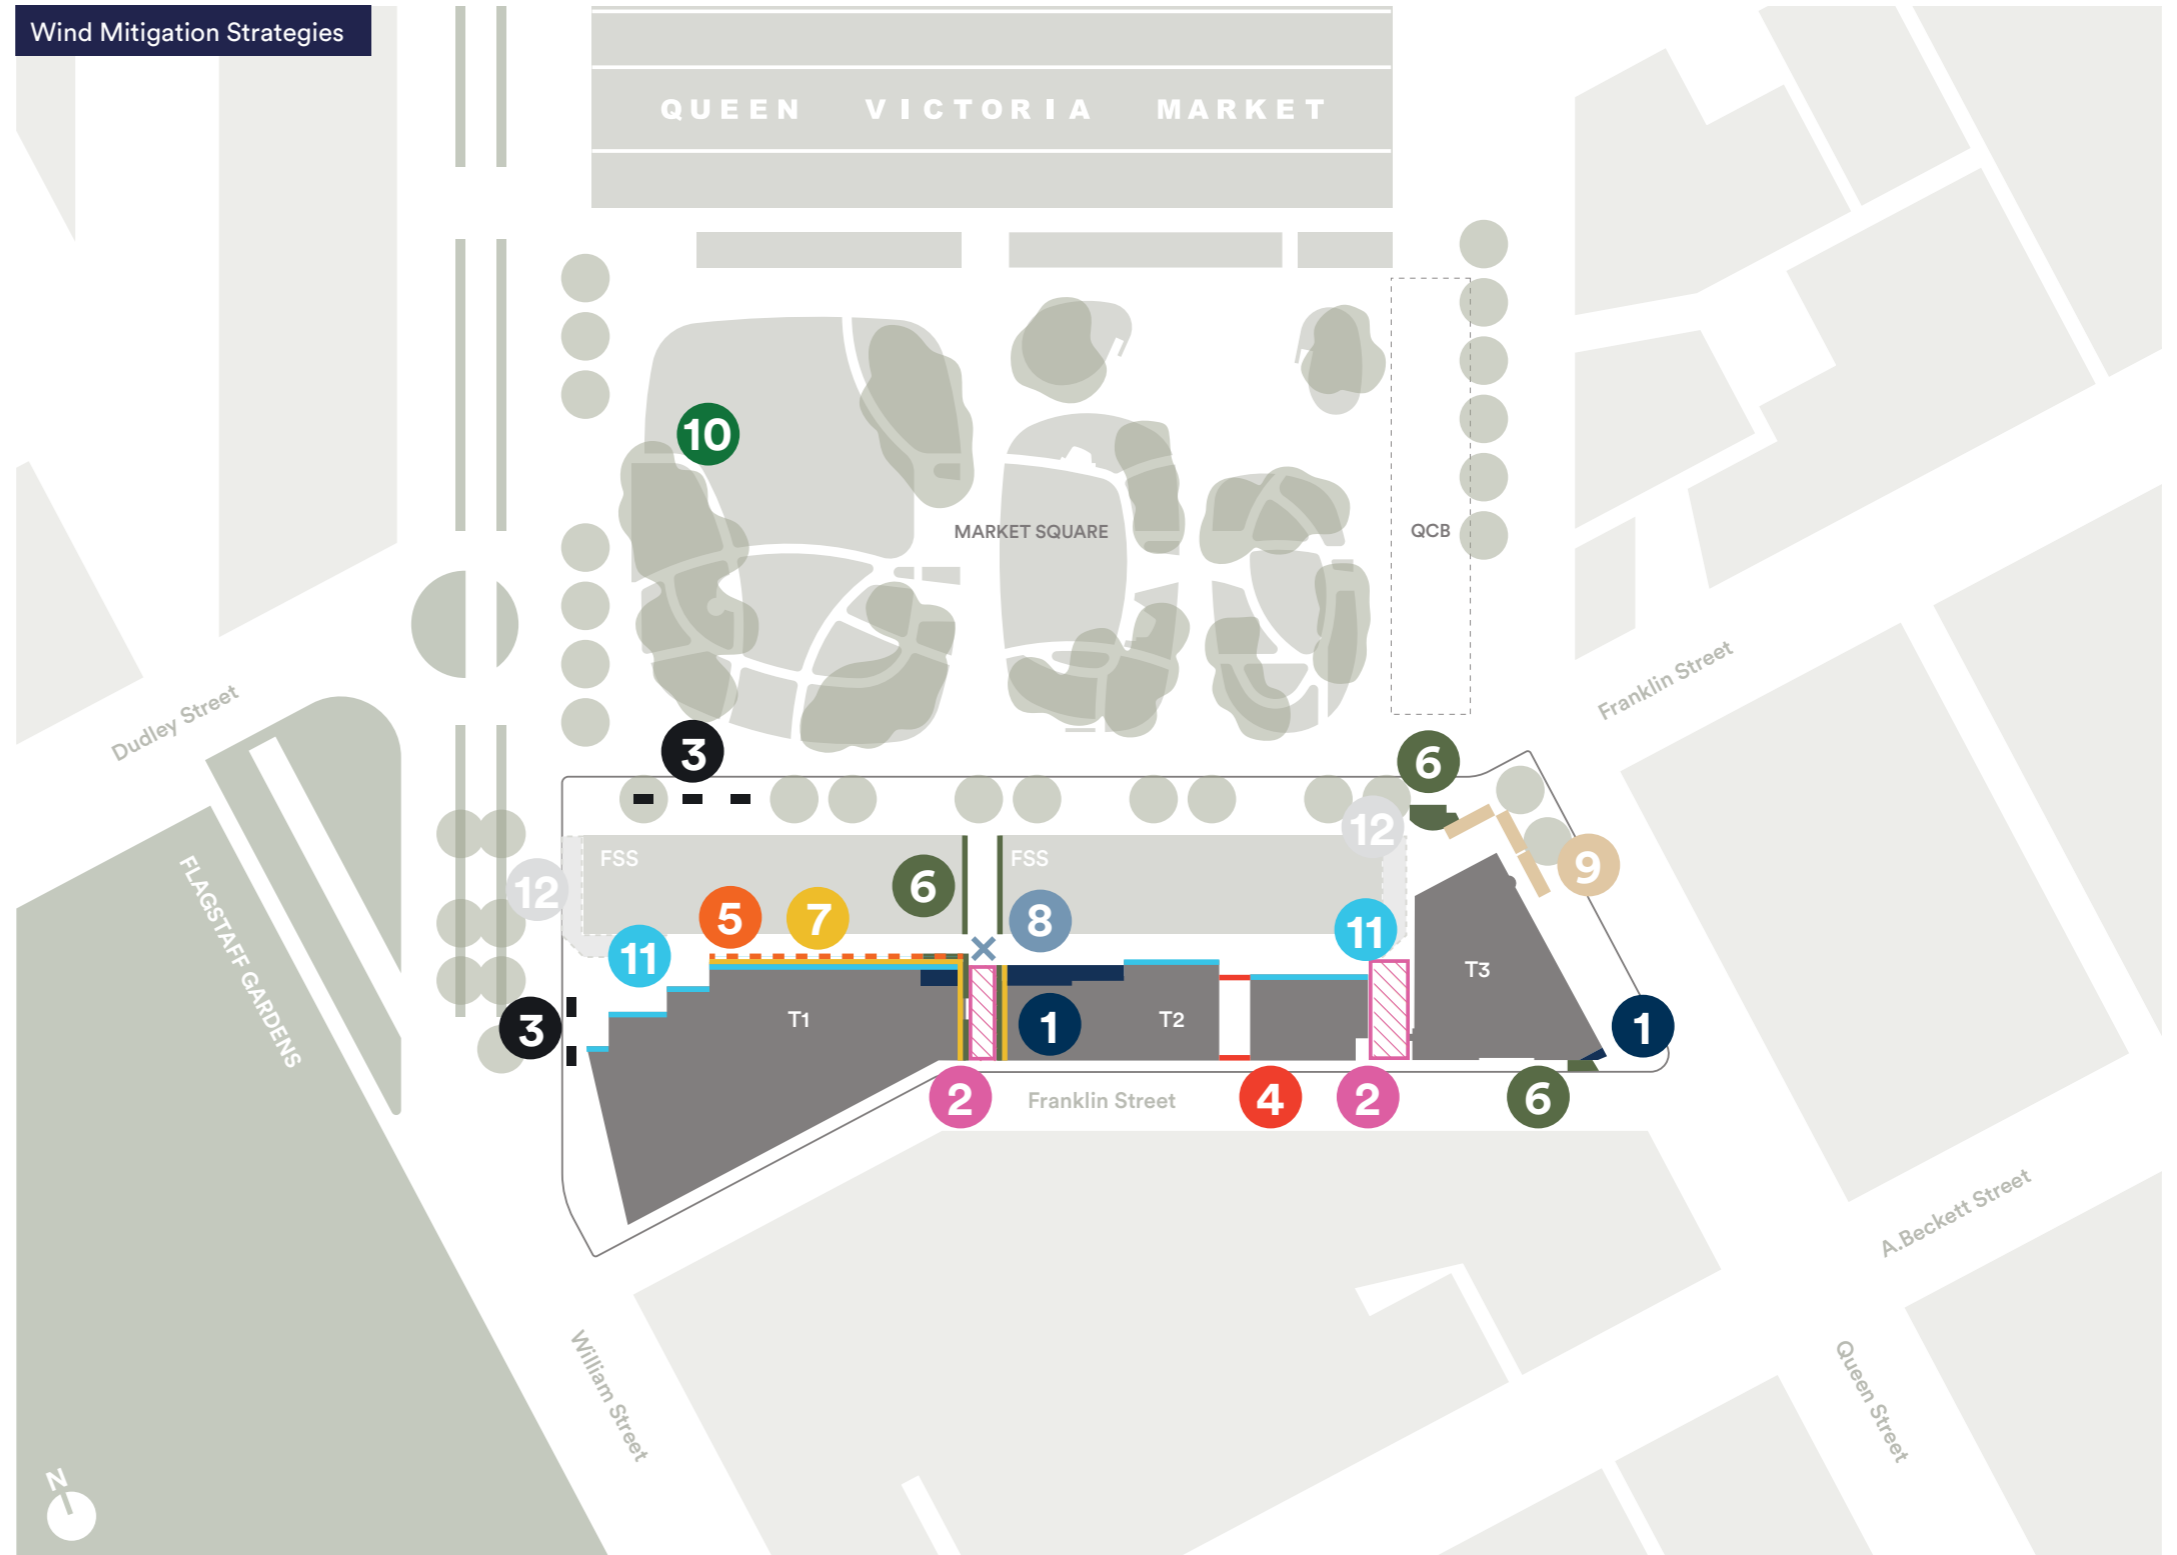 Wind Mitigation Strategies
QUEEN VICTORIA MARKET
10
MARKET SQUARE
QCB
Franklin Street
Dudley Street
3
6
12
FSS
FSS
12
9
FLAGSTAFF GARDENS
6
5
7
8
11
11
T3
3
T1
1
T2
1
2
Franklin Street
4
2
6
A.Beckett Street
William Street
Queen Street
N